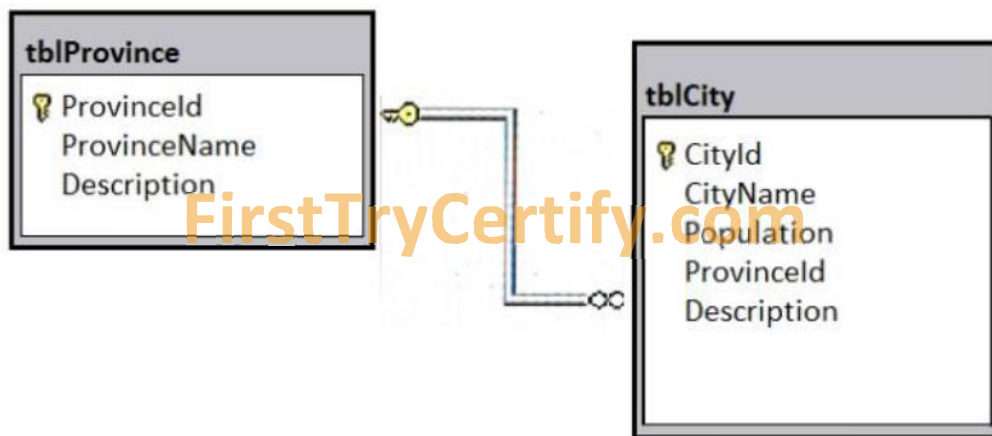 tblProvince
ProvinceId
ProvinceName
Description
tblCity
CityId
CityName
Population
ProvinceId
Description
FirstTryCertify.com